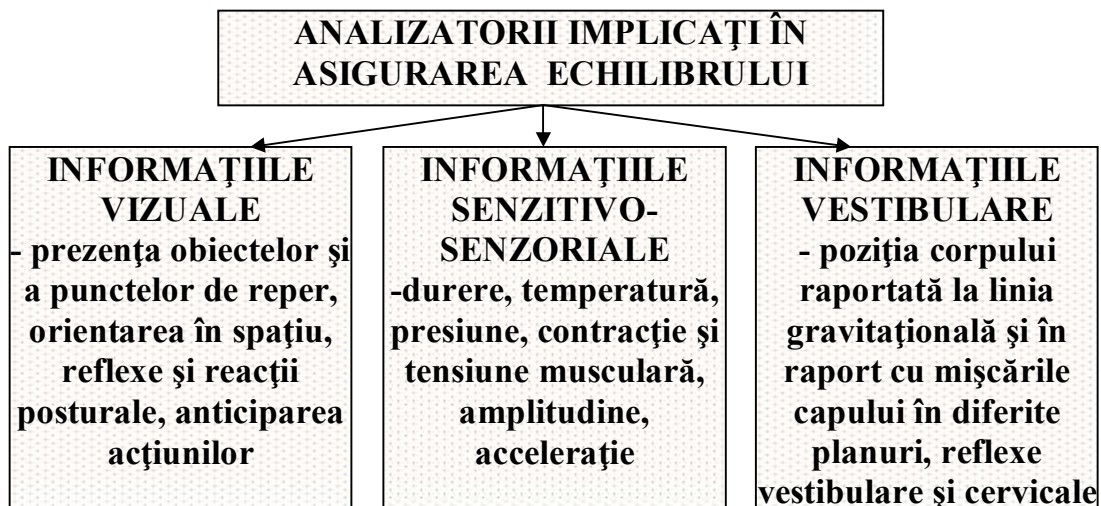 ANALIZATORII IMPLICAŢI ÎN
ASIGURAREA ECHILIBRULUI
INFORMAŢIILE
VIZUALE
- prezenţa obiectelor şi
a punctelor de reper,
orientarea în spaţiu,
reflexe şi reacţii
posturale, anticiparea
acţiunilor
INFORMAŢIILE
SENZITIVO-
SENZORIALE
-durere, temperatură,
presiune, contracţie şi
tensiune musculară,
amplitudine,
acceleraţie
INFORMAŢIILE
VESTIBULARE
- poziţia corpului
raportată la linia
gravitaţională şi în
raport cu mişcările
capului în diferite
planuri, reflexe
vestibulare şi cervicale